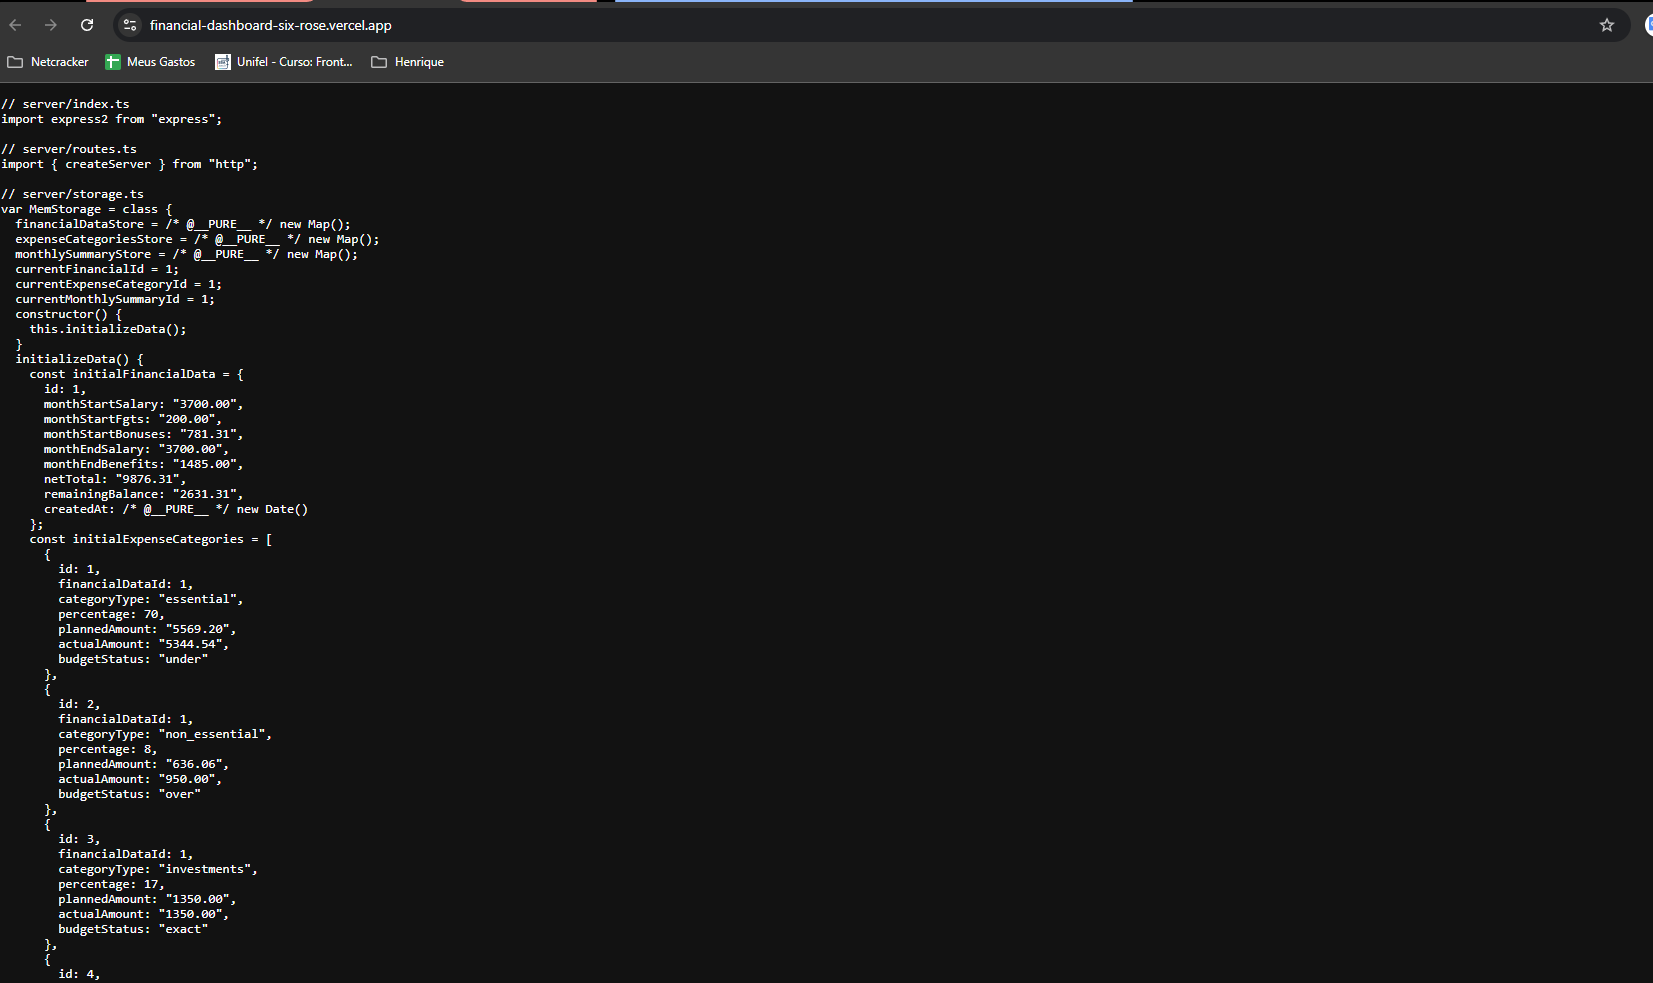 financial-dashboard-six-rose.vercel.app
Netcracker Meus Gastos Unifel - Curso: Front... Henrique
// server/index.ts
import express2 from "express";
// server/routes.ts
import { createServer } from "http";
// server/storage.ts
var MemStorage = class {
  financialDataStore = /* @__PURE__ */ new Map();
  expenseCategoriesStore = /* @__PURE__ */ new Map();
  monthlySummaryStore = /* @__PURE__ */ new Map();
  currentFinancialId = 1;
  currentExpenseCategoryId = 1;
  currentMonthlySummaryId = 1;
  constructor() {
    this.initializeData();
  }
  initializeData() {
    const initialFinancialData = {
      id: 1,
      monthStartSalary: "3700.00",
      monthStartFgts: "200.00",
      monthStartBonuses: "781.31",
      monthEndSalary: "3700.00",
      monthEndBenefits: "1485.00",
      netTotal: "9876.31",
      remainingBalance: "2631.31",
      createdAt: /* @__PURE__ */ new Date()
    };
    const initialExpenseCategories = [
      {
        id: 1,
        financialDataId: 1,
        categoryType: "essential",
        percentage: 70,
        plannedAmount: "5569.20",
        actualAmount: "5344.54",
        budgetStatus: "under"
      },
      {
        id: 2,
        financialDataId: 1,
        categoryType: "non_essential",
        percentage: 8,
        plannedAmount: "636.06",
        actualAmount: "950.00",
        budgetStatus: "over"
      },
      {
        id: 3,
        financialDataId: 1,
        categoryType: "investments",
        percentage: 17,
        plannedAmount: "1350.00",
        actualAmount: "1350.00",
        budgetStatus: "exact"
      },
      {
        id: 4,